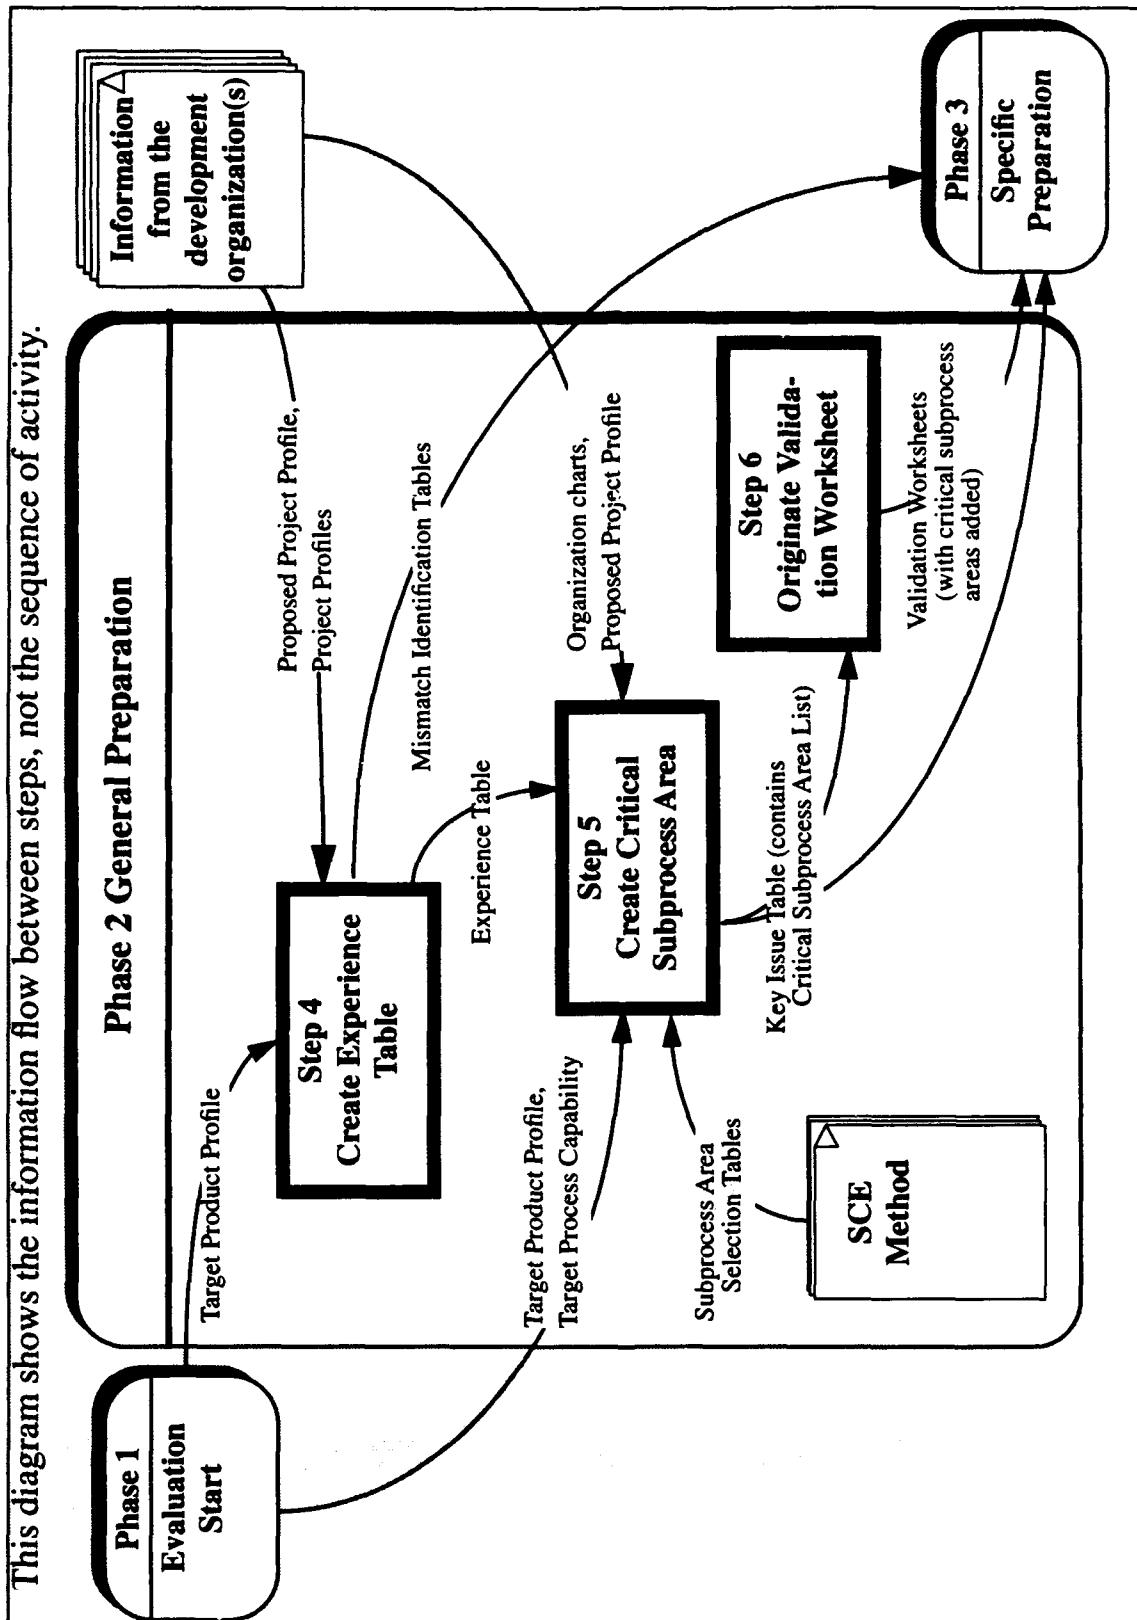 This diagram shows the information flow between steps, not the sequence of activity.
Phase 1
Evaluation
Start
Phase 2 General Preparation
Information
from the
development
organization(s)
Target Product Profile
Step 4
Create Experience
Table
Proposed Project Profile,
Project Profiles
Mismatch Identification Tables
Experience Table
Target Product Profile,
Target Process Capability
Step 5
Create Critical
Subprocess Area
Organization charts,
Proposed Project Profile
Subprocess Area
Selection Tables
SCE
Method
Key Issue Table (contains
Critical Subprocess Area List)
Step 6
Originate Valida-
tion Worksheet
Validation Worksheets
(with critical subprocess
areas added)
Phase 3
Specific
Preparation